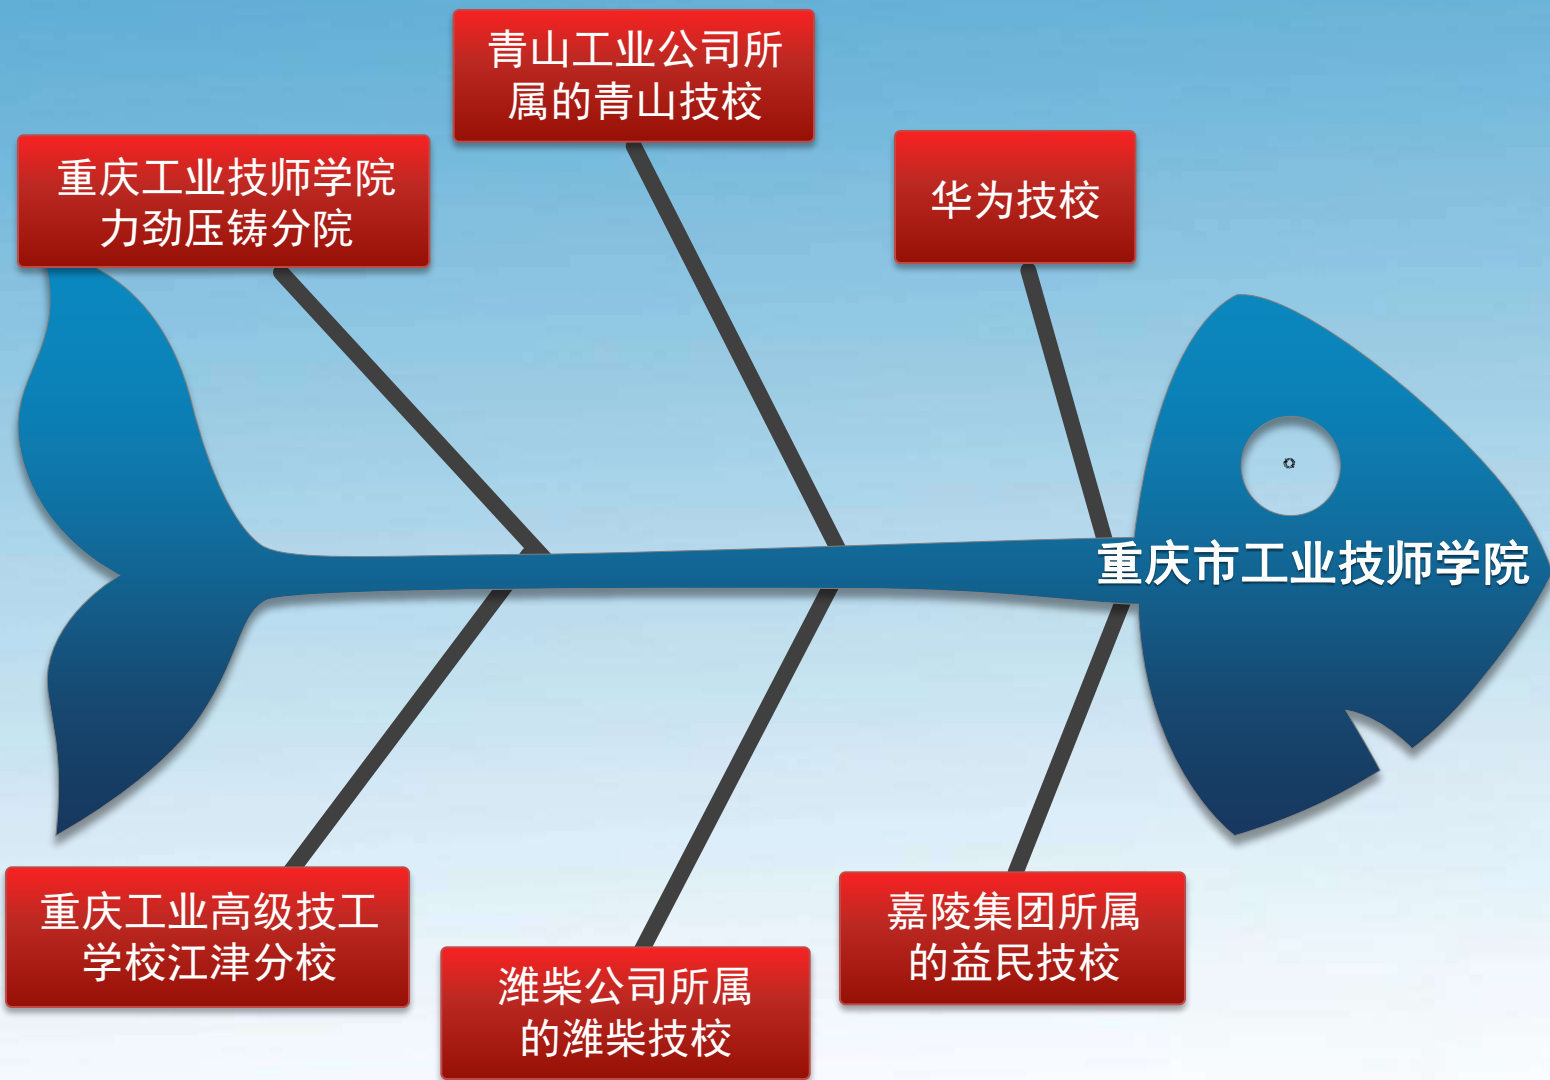 青山工业公司所
属的青山技校
重庆工业技师学院
力劲压铸分院
华为技校
重庆市工业技师学院
重庆工业高级技工
学校江津分校
潍柴公司所属
的潍柴技校
嘉陵集团所属
的益民技校